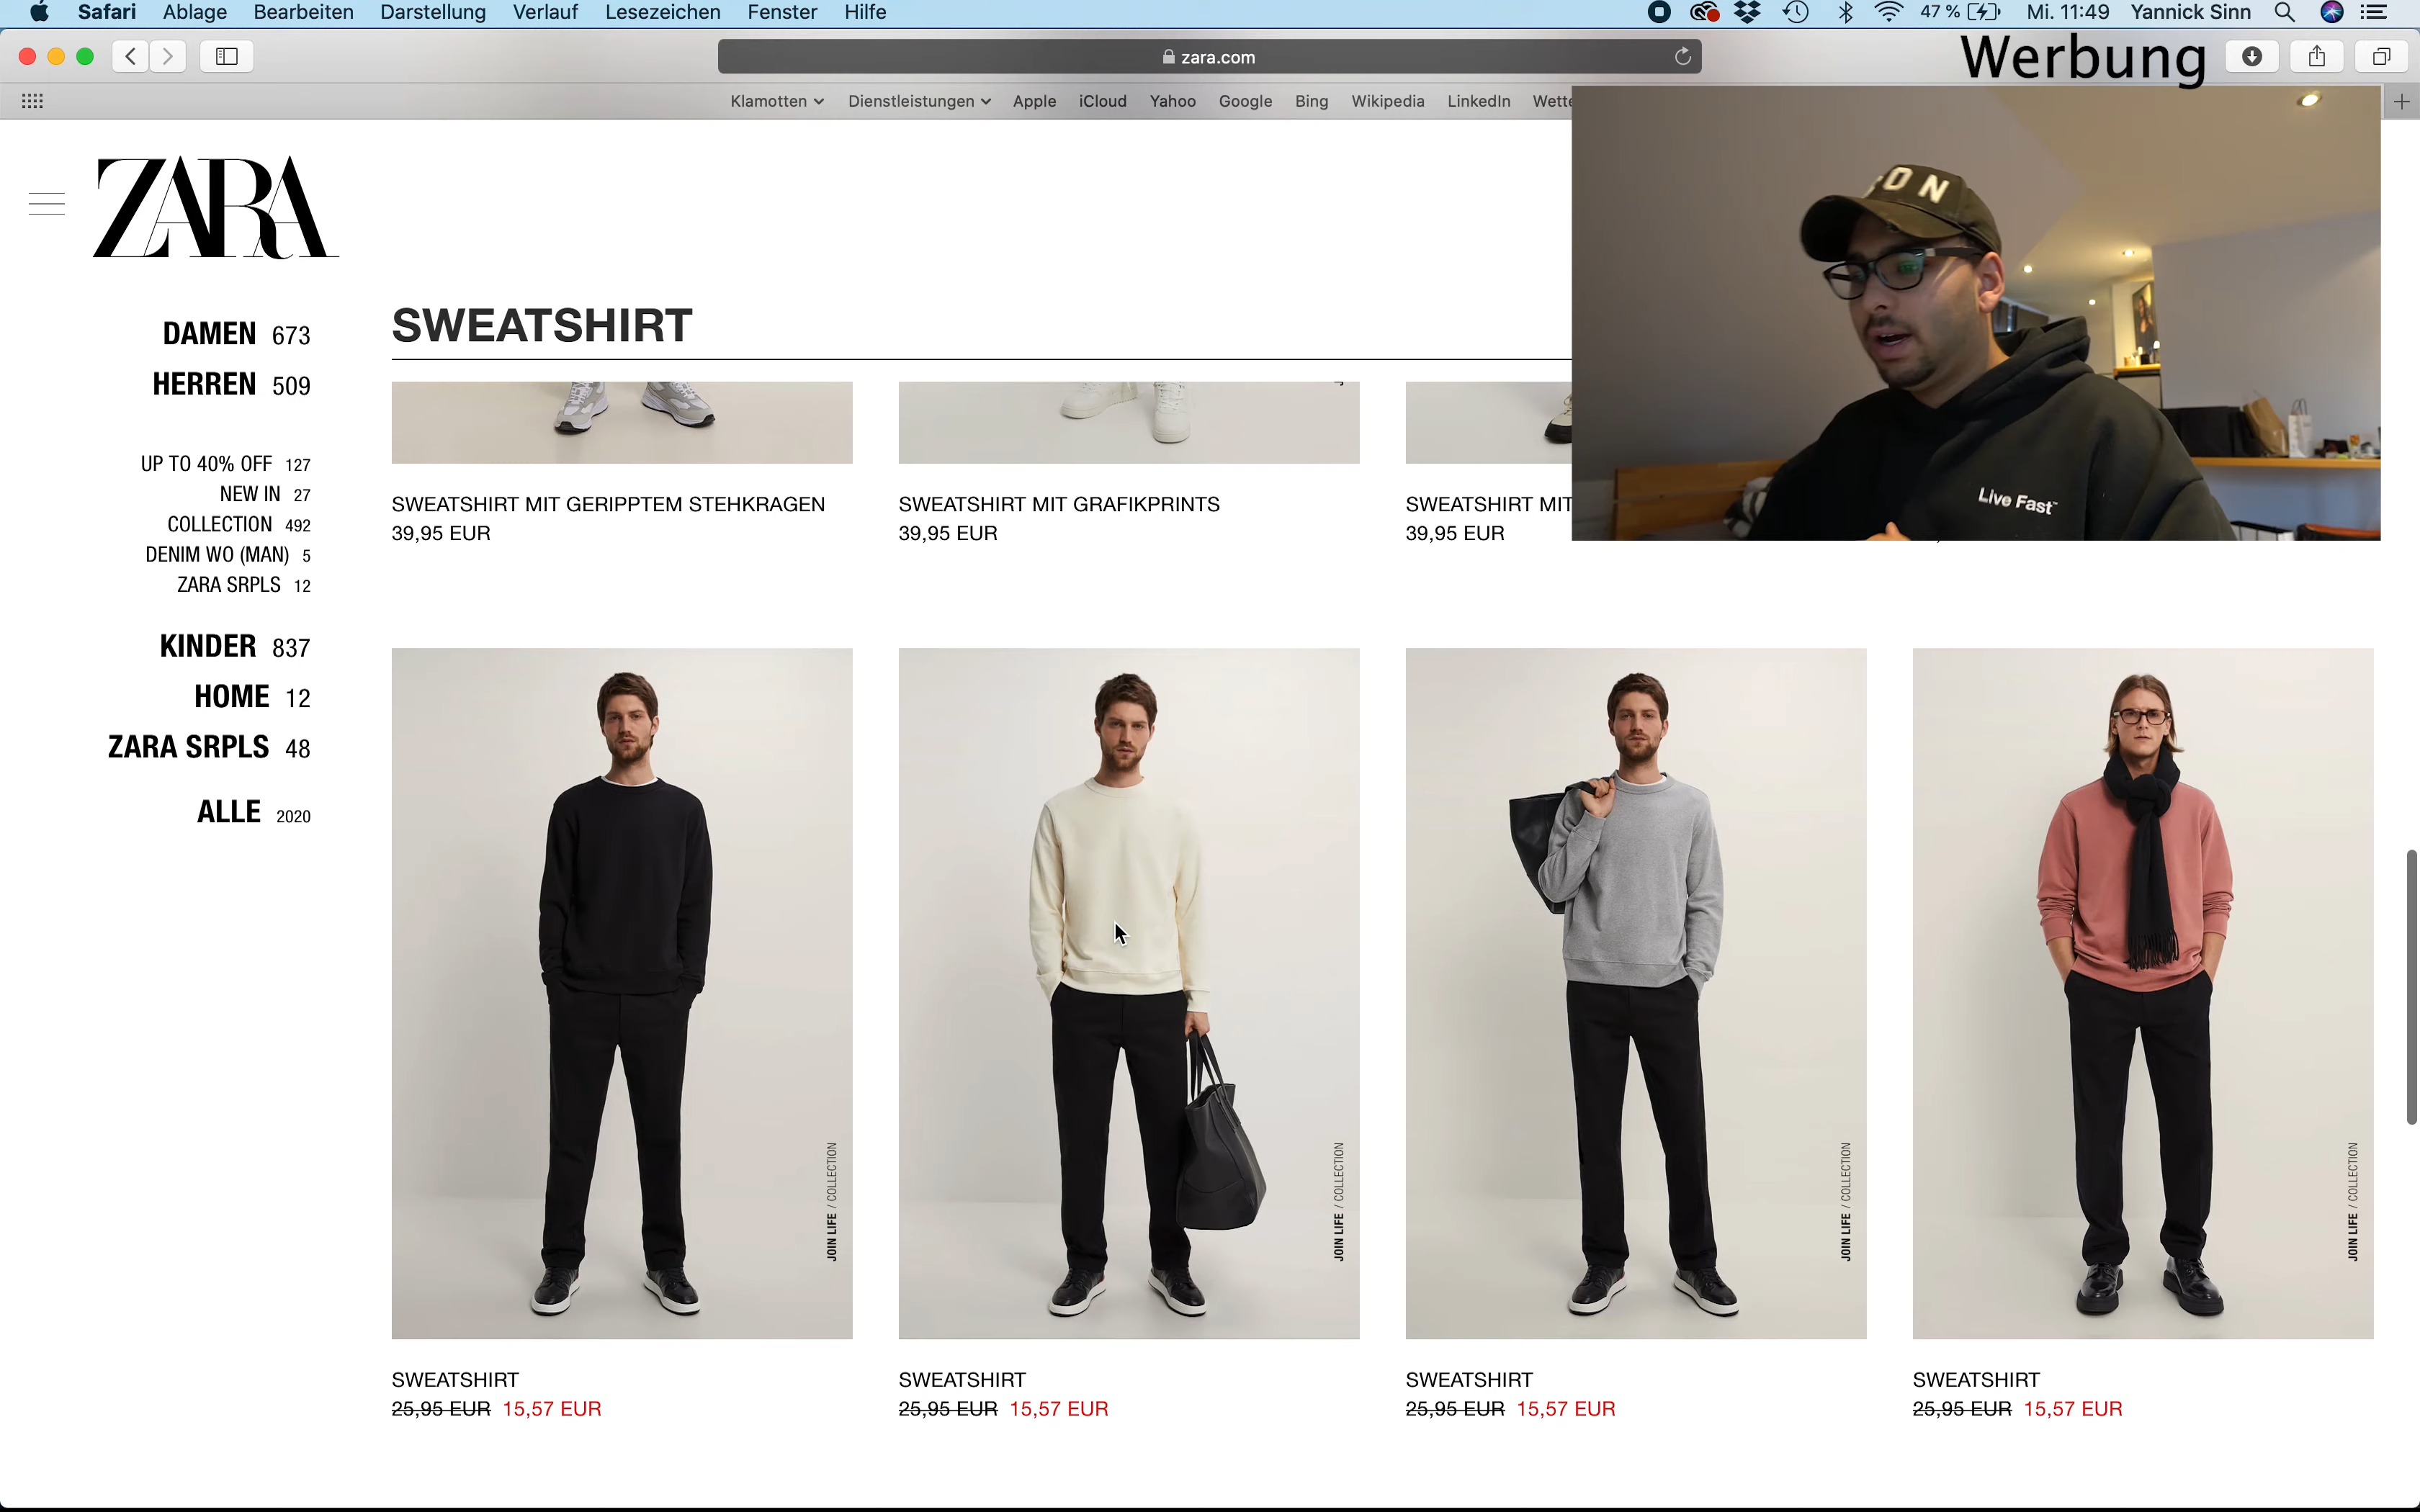 Safari Ablage Bearbeiten Darstellung Verlauf Lesezeichen Fenster Hilfe 47 % Mi. 11:49 Yannick Sinn
zara.com
Werbung
Klamotten Dienstleistungen Apple iCloud Yahoo Google Bing Wikipedia LinkedIn
ZARA
SWEATSHIRT
DAMEN 673
HERREN 509
UP TO 40% OFF 127
NEW IN 27
COLLECTION 492
DENIM WO (MAN) 5
ZARA SRPLS 12
KINDER 837
HOME 12
ZARA SRPLS 48
ALLE 2020
Live Fast
SWEATSHIRT MIT GERIPPTEM STEHKRAGEN
39,95 EUR
SWEATSHIRT MIT GRAFIKPRINTS
39,95 EUR
SWEATSHIRT MIT
39,95 EUR
JOIN LIFE / COLLECTION
JOIN LIFE / COLLECTION
JOIN LIFE / COLLECTION
JOIN LIFE / COLLECTION
SWEATSHIRT
25,95 EUR 15,57 EUR
SWEATSHIRT
25,95 EUR 15,57 EUR
SWEATSHIRT
25,95 EUR 15,57 EUR
SWEATSHIRT
25,95 EUR 15,57 EUR